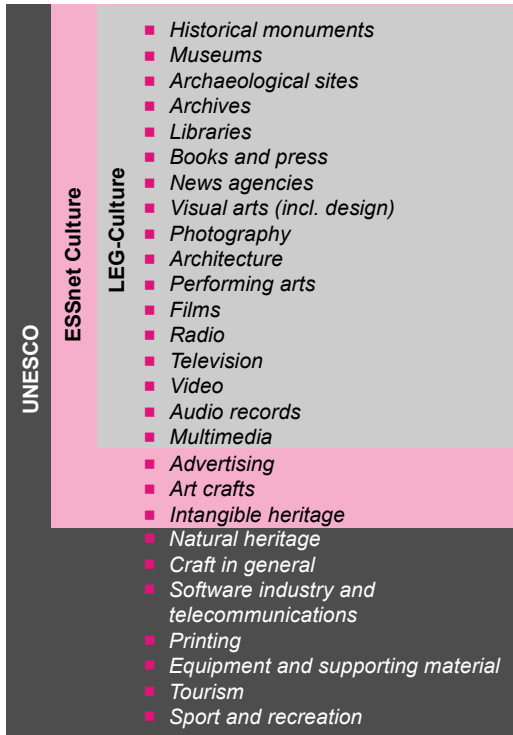 UNESCO
ESSnet Culture
LEG-Culture
Historical monuments
Museums
Archaeological sites
Archives
Libraries
Books and press
News agencies
Visual arts (incl. design)
Photography
Architecture
Performing arts
Films
Radio
Television
Video
Audio records
Multimedia
Advertising
Art crafts
Intangible heritage
Natural heritage
Craft in general
Software industry and
telecommunications
Printing
Equipment and supporting material
Tourism
Sport and recreation